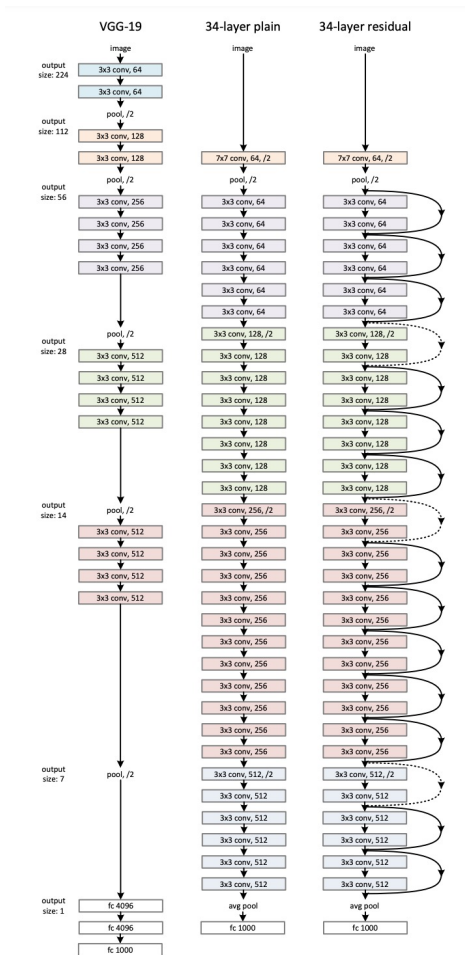 output
size: 224
output
size: 112
output
size: 56
output
size: 28
output
size: 14
output
size: 7
output
size: 1
VGG-19
image
3x3 conv, 64
3x3 conv, 64
pool, /2
3x3 conv, 128
3x3 conv, 128
pool, /2
3x3 conv, 256
3x3 conv, 256
3x3 conv, 256
3x3 conv, 256
pool, /2
3x3 conv, 512
3x3 conv, 512
3x3 conv, 512
3x3 conv, 512
pool, /2
3x3 conv, 512
3x3 conv, 512
3x3 conv, 512
3x3 conv, 512
pool, /2
fc 4096
fc 4096
fc 1000
34-layer plain
image
7x7 conv, 64, /2
pool, /2
3x3 conv, 64
3x3 conv, 64
3x3 conv, 64
3x3 conv, 64
3x3 conv, 64
3x3 conv, 64
3x3 conv, 128, /2
3x3 conv, 128
3x3 conv, 128
3x3 conv, 128
3x3 conv, 128
3x3 conv, 128
3x3 conv, 128
3x3 conv, 128
3x3 conv, 256, /2
3x3 conv, 256
3x3 conv, 256
3x3 conv, 256
3x3 conv, 256
3x3 conv, 256
3x3 conv, 256
3x3 conv, 256
3x3 conv, 256
3x3 conv, 256
3x3 conv, 256
3x3 conv, 256
3x3 conv, 512, /2
3x3 conv, 512
3x3 conv, 512
3x3 conv, 512
3x3 conv, 512
3x3 conv, 512
avg pool
fc 1000
34-layer residual
image
7x7 conv, 64, /2
pool, /2
3x3 conv, 64
3x3 conv, 64
3x3 conv, 64
3x3 conv, 64
3x3 conv, 64
3x3 conv, 64
3x3 conv, 128, /2
3x3 conv, 128
3x3 conv, 128
3x3 conv, 128
3x3 conv, 128
3x3 conv, 128
3x3 conv, 128
3x3 conv, 128
3x3 conv, 256, /2
3x3 conv, 256
3x3 conv, 256
3x3 conv, 256
3x3 conv, 256
3x3 conv, 256
3x3 conv, 256
3x3 conv, 256
3x3 conv, 256
3x3 conv, 256
3x3 conv, 256
3x3 conv, 256
3x3 conv, 512, /2
3x3 conv, 512
3x3 conv, 512
3x3 conv, 512
3x3 conv, 512
3x3 conv, 512
avg pool
fc 1000